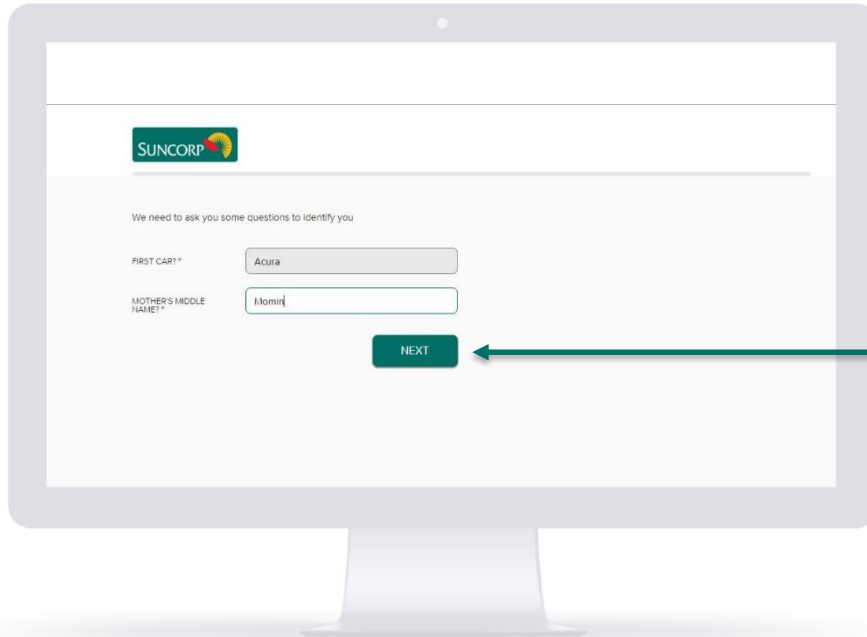 SUNCORP
We need to ask you some questions to identify you
FIRST CAR?*
Acura
MOTHER'S MIDDLE
NAME?*
Momin
NEXT